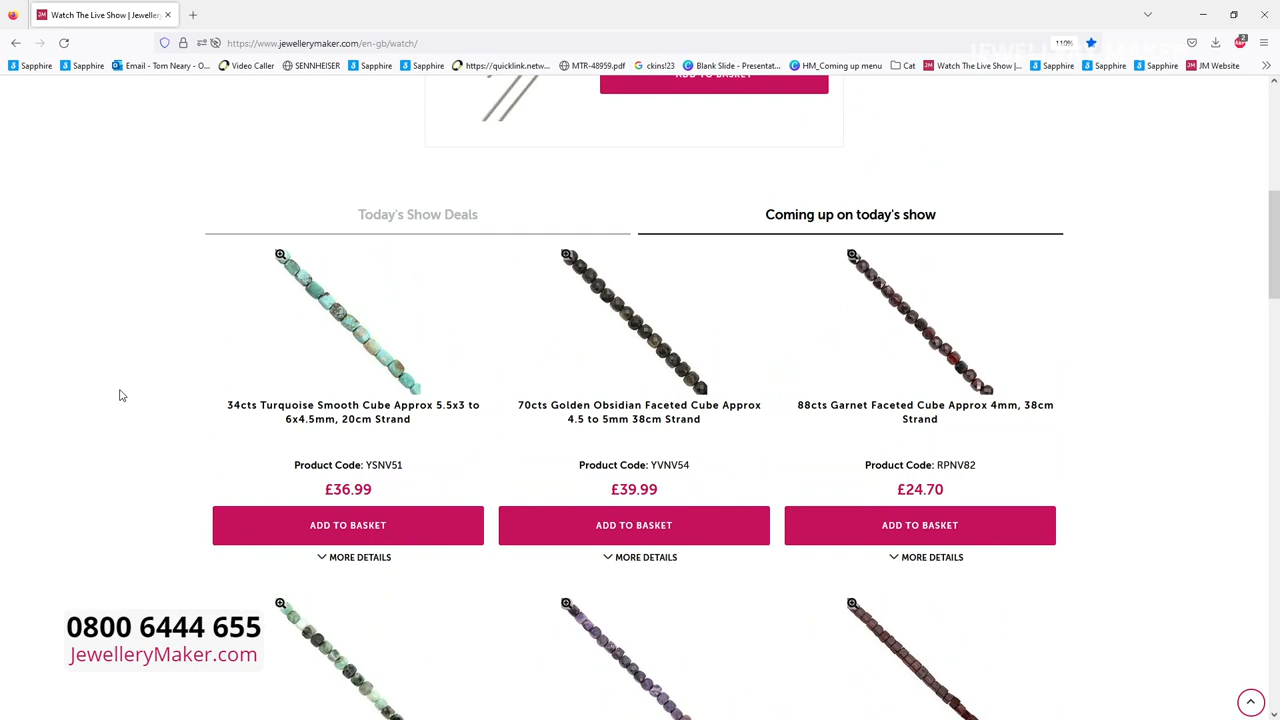 Watch The Live Show | Jeweller
https://www.jewellerymaker.com
gb/watch/
110%
2
Sapphire
Sapphire
Email - Tom Neary - O...
Video Caller
SENNHEISER
Sapphire
Sapphire
https://quicklink.netw...
MTR-48959.pdf
ckins!23
Blank Slide - Presentat...
HM_Coming up menu
Cat
Watch The Live Show |...
Sapphire
Sapphire
Sapphire
JM Website
ADD TO BASKET
Today's Show Deals
Coming up on today's show
34cts Turquoise Smooth Cube Approx 5.5x3 to
6x4.5mm, 20cm Strand
Product Code: YSNV51
£36.99
ADD TO BASKET
MORE DETAILS
70cts Golden Obsidian Faceted Cube Approx
4.5 to 5mm 38cm Strand
Product Code: YVNV54
£39.99
ADD TO BASKET
MORE DETAILS
88cts Garnet Faceted Cube Approx 4mm, 38cm
Strand
Product Code: RPNV82
£24.70
ADD TO BASKET
MORE DETAILS
0800 6444 655
JewelleryMaker.com